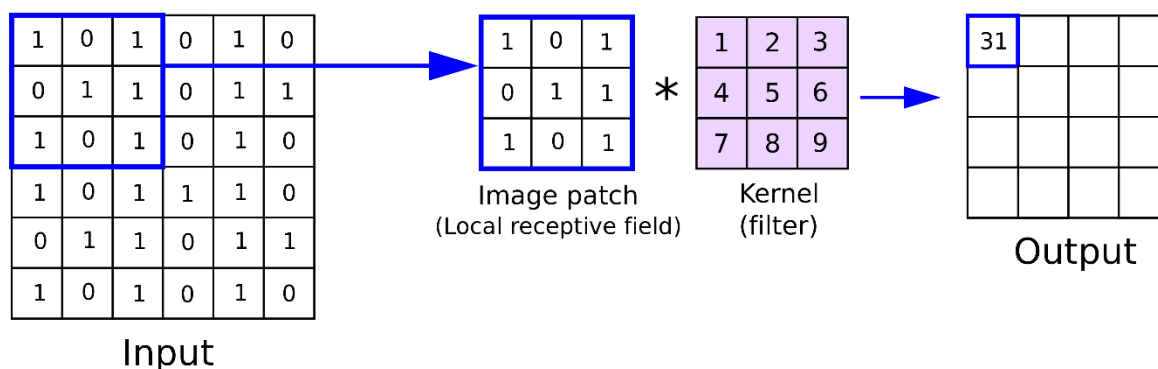 1 0 1 0 1 0
0 1 1 0 1 1
1 0 1 0 1 0
1 0 1 1 1 0
0 1 1 0 1 1
1 0 1 0 1 0
Input
1 0 1
0 1 1
1 0 1
Image patch
(Local receptive field)
*
1 2 3
4 5 6
7 8 9
Kernel
(filter)
31
Output